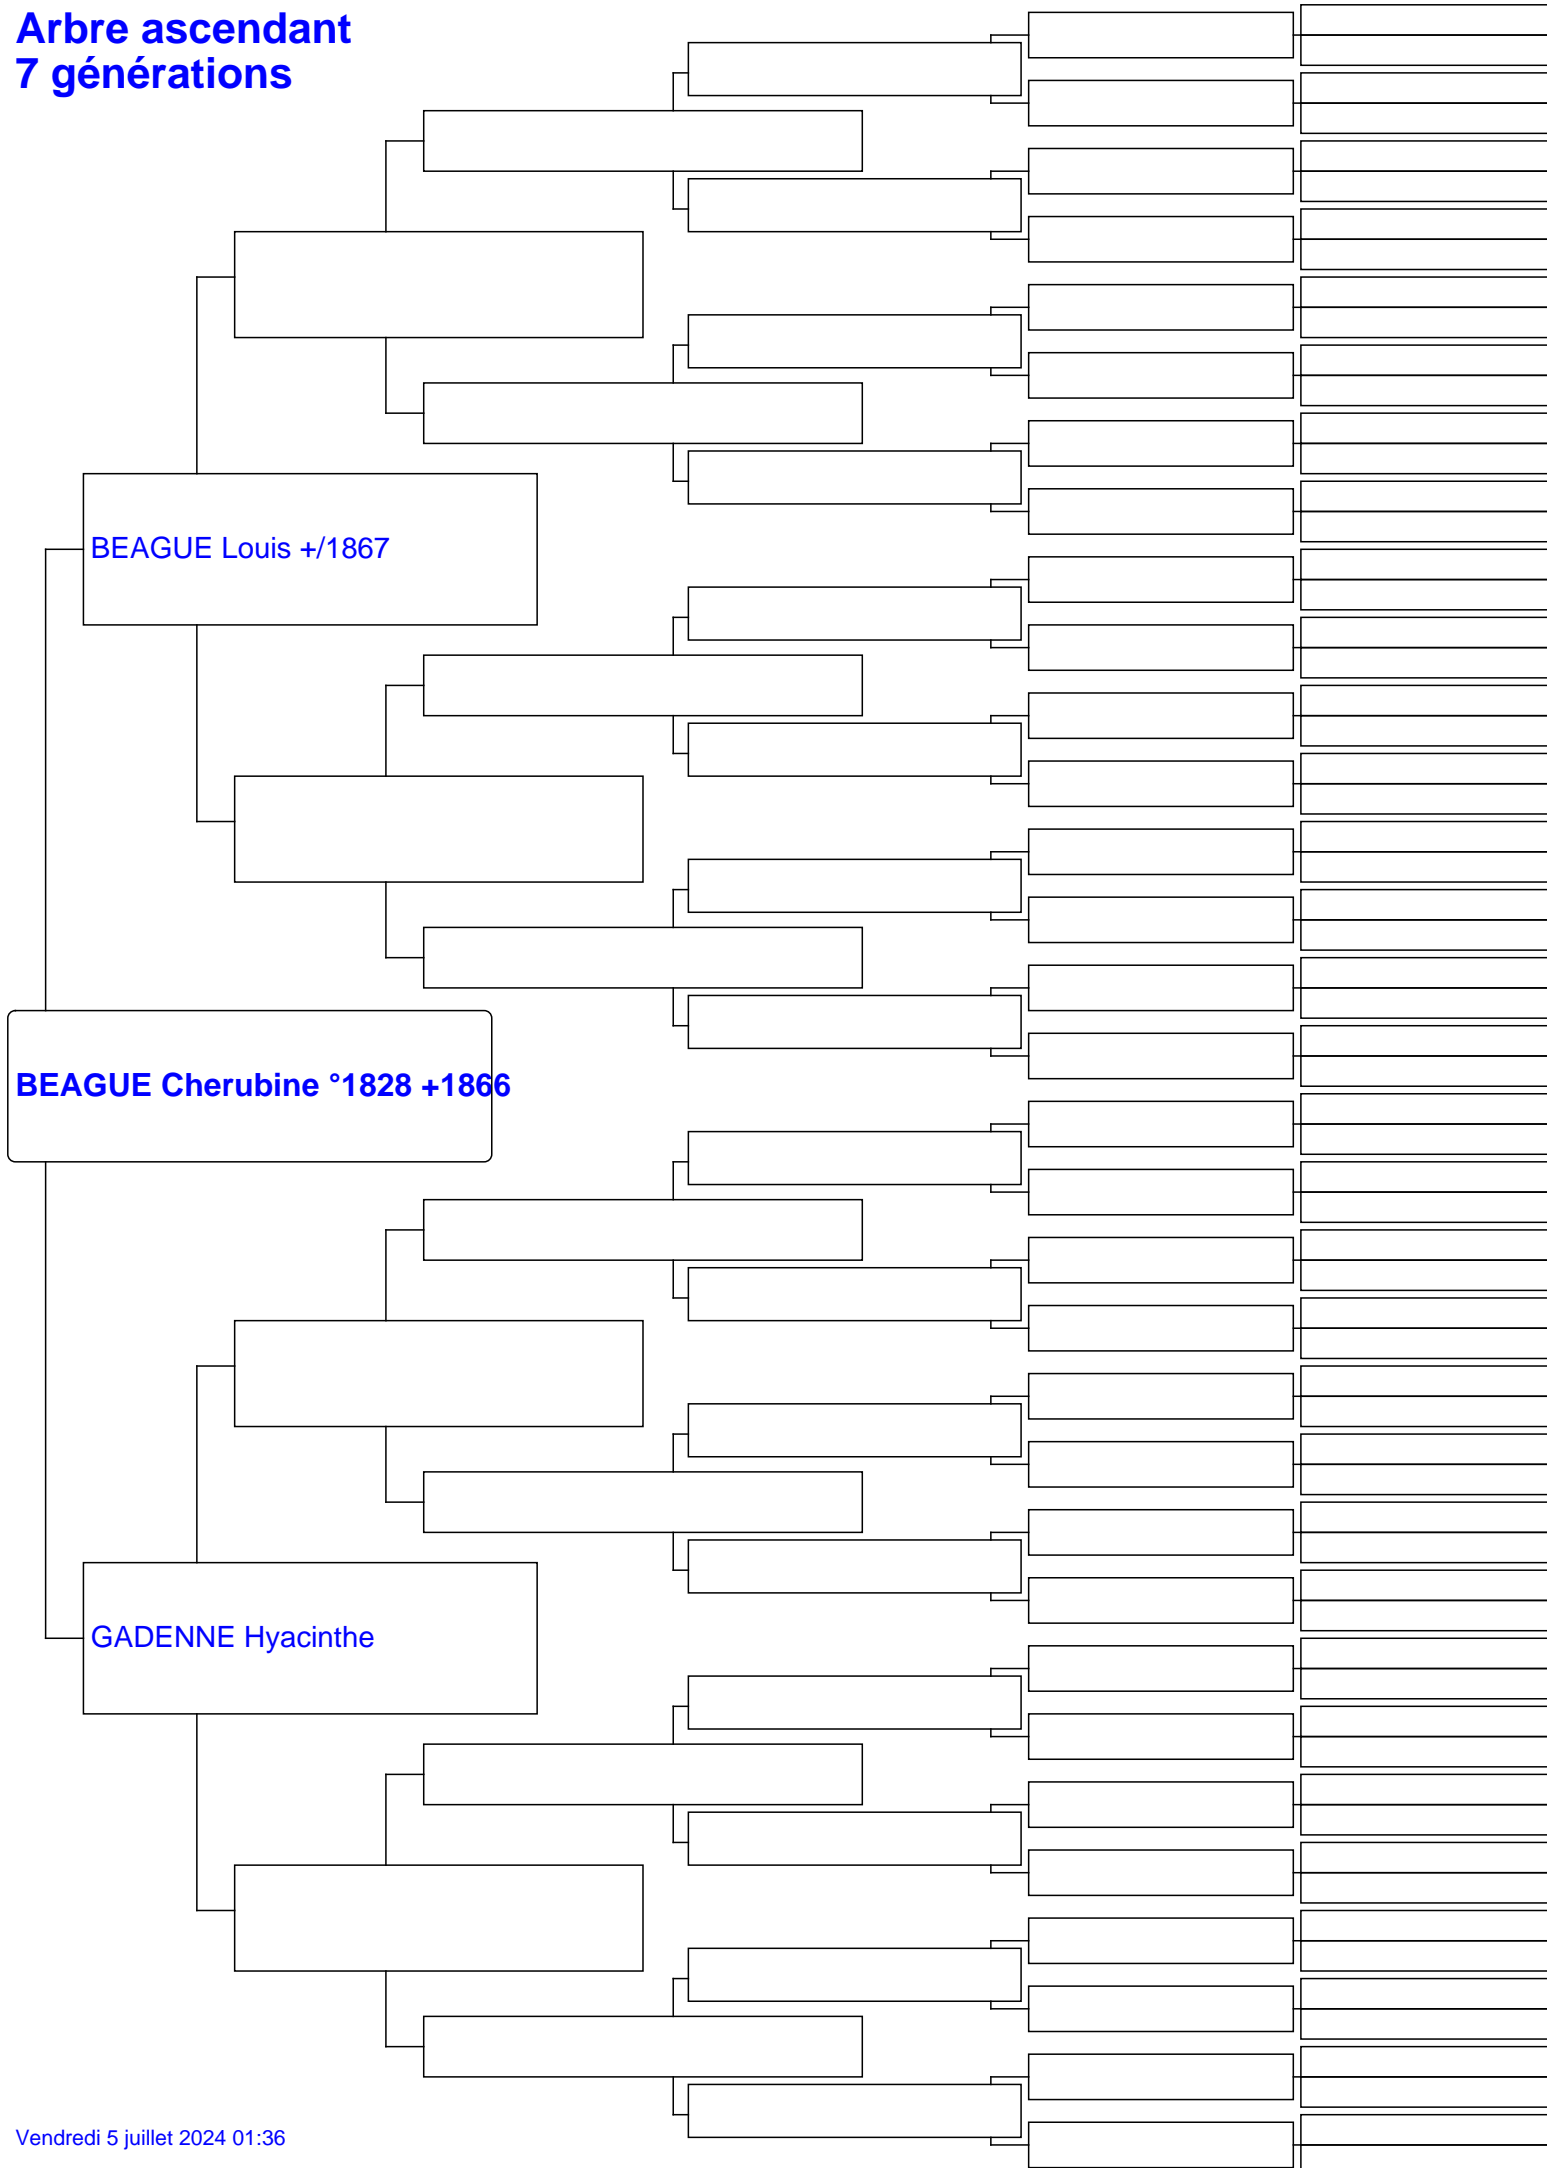 Arbre ascendant
7 générations
BEAGUE Louis +/1867
BEAGUE Cherubine °1828 +1866
GADENNE Hyacinthe
Vendredi 5 juillet 2024 01:36